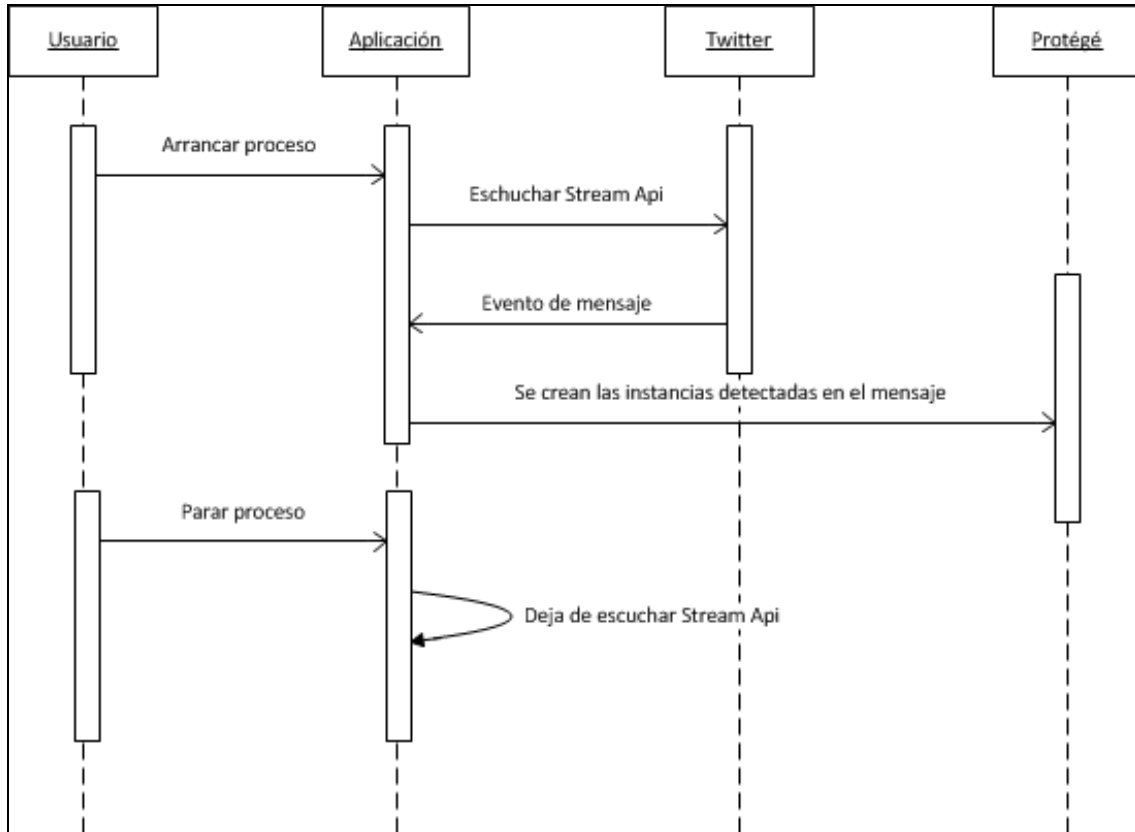 Usuario
Aplicación
Twitter
Protégé
Arrancar proceso
Eschuchar Stream Api
Evento de mensaje
Se crean las instancias detectadas en el mensaje
Parar proceso
Deja de escuchar Stream Api